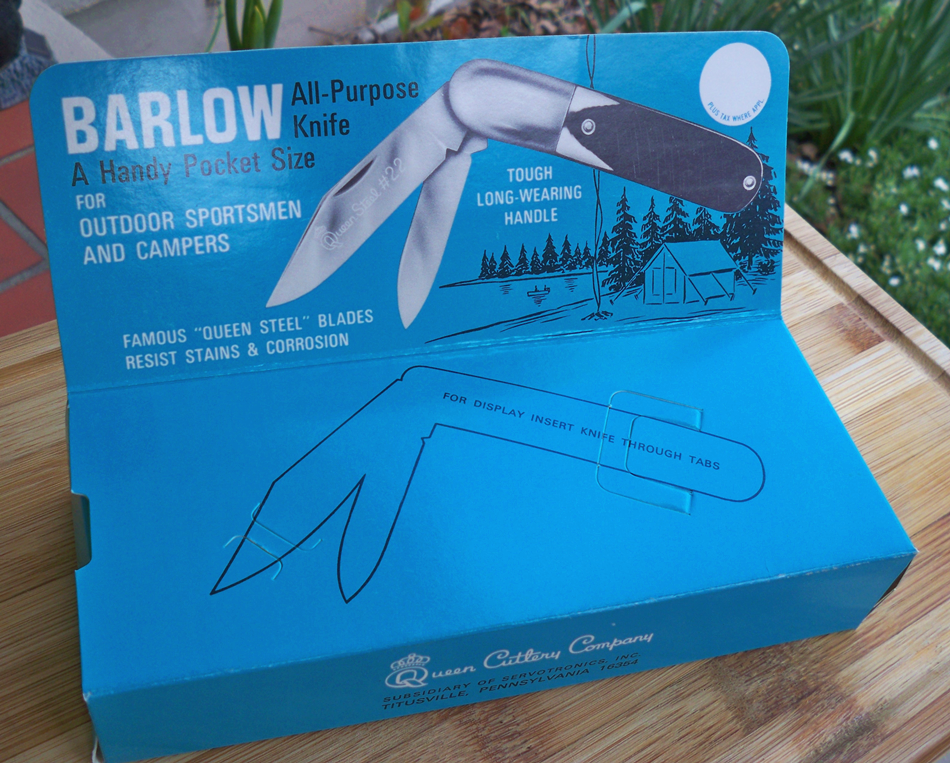 BARLOW All-Purpose
Knife
A Handy Pocket Size
FOR
OUTDOOR SPORTSMEN
AND CAMPERS
Queen Steel #22
TOUGH
LONG-WEARING
HANDLE
PLUS TAX WHERE APPL.
FAMOUS "QUEEN STEEL" BLADES
RESIST STAINS & CORROSION
FOR DISPLAY INSERT KNIFE THROUGH TABS
Queen Cutlery Company
SUBSIDIARY OF SERVOTRONICS, INC.
TITUSVILLE, PENNSYLVANIA 16354